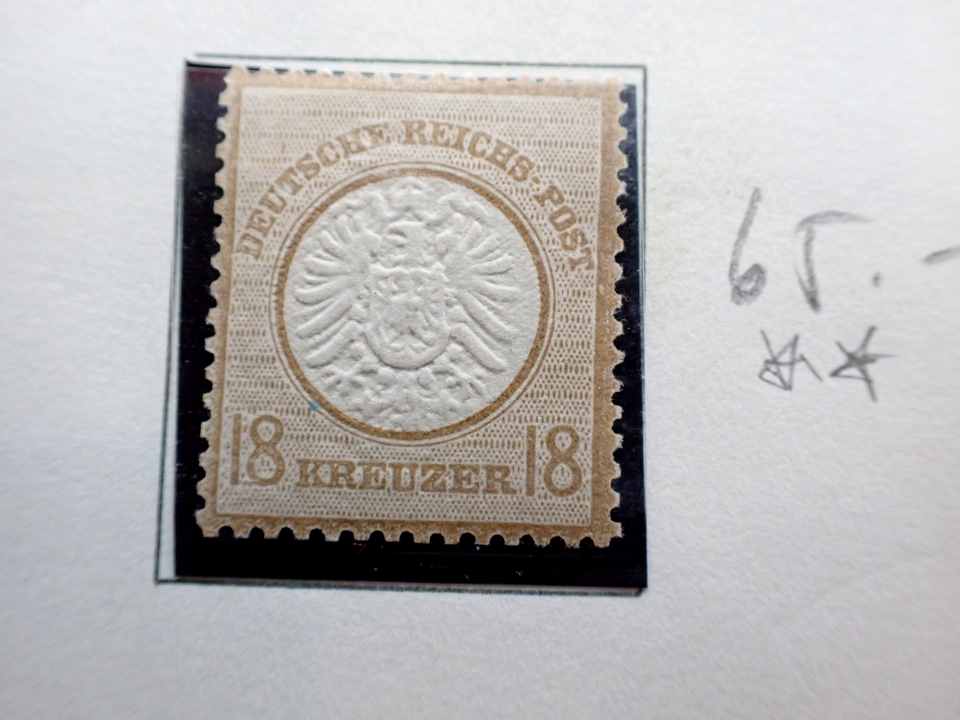 DEUTSCHE REICHS-POST
18 KREUZER 18
65.-
**